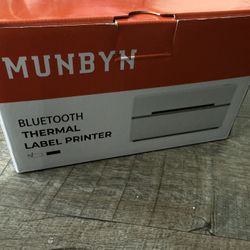 MUNBYN
BLUETOOTH
THERMAL
LABEL PRINTER